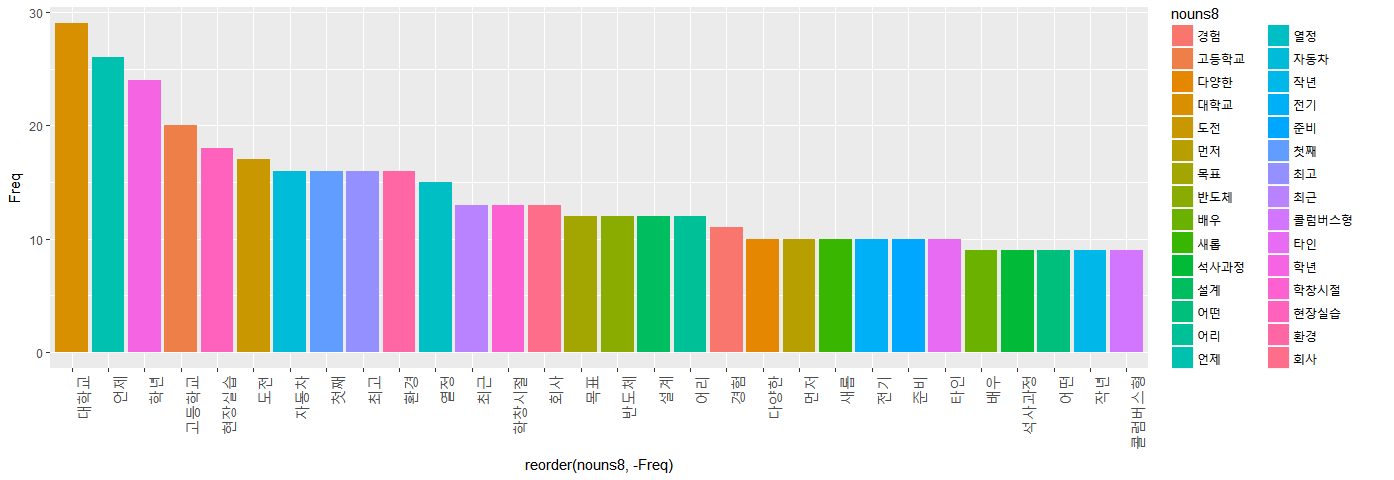 30
20
10
0
Freq
대학교
언제
학년
고등학교
현장실습
도전
자동차
첫째
최고
환경
열정
최근
학창시절
회사
목표
반도체
설계
어리
경험
다양한
먼저
새롭
전기
준비
타인
배우
석사과정
어떤
작년
콜럼버스형
reorder(nouns8, -Freq)
nouns8
경험
고등학교
다양한
대학교
도전
먼저
목표
반도체
배우
새롭
석사과정
설계
어떤
어리
언제
열정
자동차
작년
전기
준비
첫째
최고
최근
콜럼버스형
타인
학년
학창시절
현장실습
환경
회사